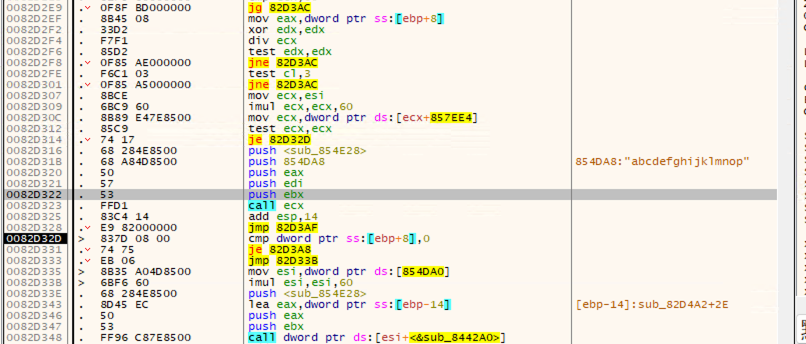 0082D2E9 . 0F8F BD000000 jg 82D3AC
0082D2EF . 8B45 08 mov eax,dword ptr ss:[ebp+8]
0082D2F2 . 33D2 xor edx,edx
0082D2F4 . F7F1 div ecx
0082D2F6 . 85D2 test edx,edx
0082D2F8 . 0F85 AE000000 jne 82D3AC
0082D2FE . F6C1 03 test cl,3
0082D301 . 0F85 A5000000 jne 82D3AC
0082D307 . 8BCE mov ecx,esi
0082D309 . 6BC9 60 imul ecx,ecx,60
0082D30C . 8B89 E47E8500 mov ecx,dword ptr ds:[ecx+857EE4]
0082D312 . 85C9 test ecx,ecx
0082D314 . 74 17 je 82D32D
0082D316 . 68 284E8500 push <sub_854E28>
0082D31B . 68 A84D8500 push 854DA8 854DA8:"abcdefghijklmnop"
0082D320 . 50 push eax
0082D321 . 57 push edi
0082D322 . 53 push ebx
0082D323 . FFD1 call ecx
0082D325 . 83C4 14 add esp,14
0082D328 . E9 82000000 jmp 82D3AF
0082D32D > 837D 08 00 cmp dword ptr ss:[ebp+8],0
0082D331 . 74 75 je 82D3A8
0082D333 . EB 06 jmp 82D33B
0082D335 > 8B35 A04D8500 mov esi,dword ptr ds:[854DA0]
0082D33B > 6BF6 60 imul esi,esi,60
0082D33E . 68 284E8500 push <sub_854E28>
0082D343 . 8D45 EC lea eax,dword ptr ss:[ebp-14] [ebp-14]:sub_82D4A2+2E
0082D346 . 50 push eax
0082D347 . 53 push ebx
0082D348 . FF96 C87E8500 call dword ptr ds:[esi+<&sub_8442A0>]